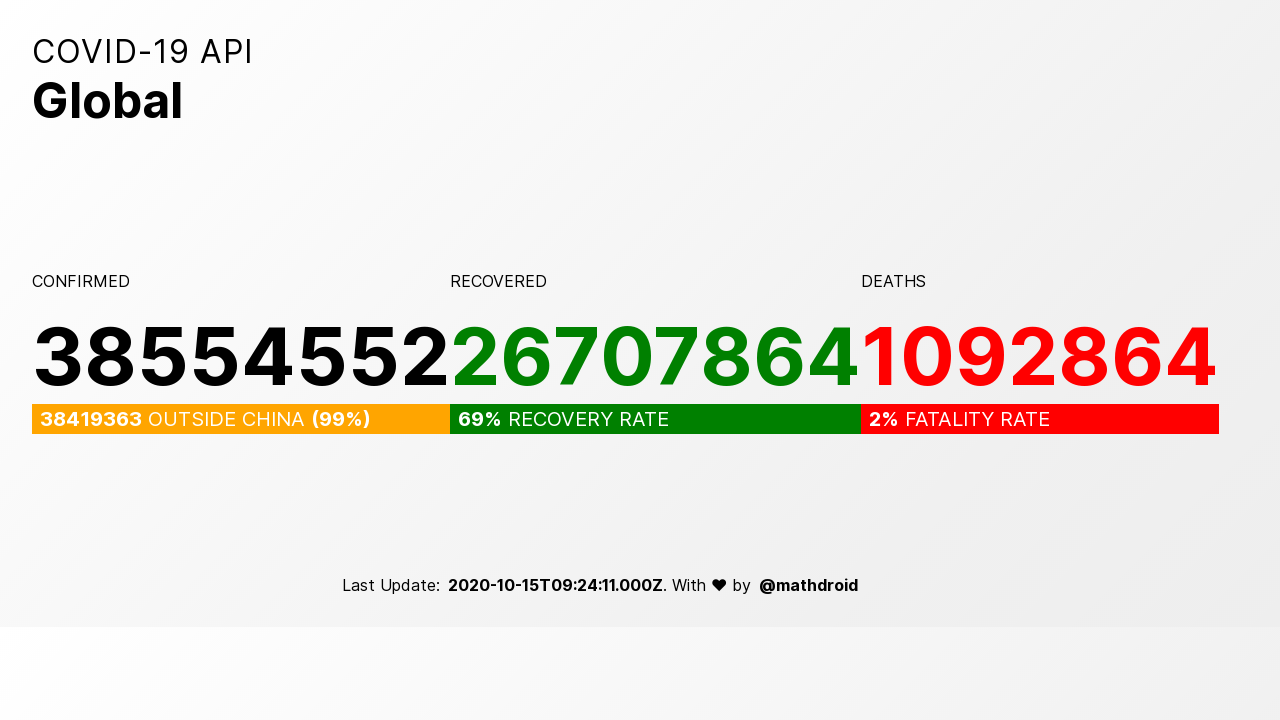 COVID-19 API
Global
CONFIRMED
RECOVERED
DEATHS
38554552
26707864
1092864
38419363 OUTSIDE CHINA (99%)
69% RECOVERY RATE
2% FATALITY RATE
Last Update: 2020-10-15T09:24:11.000Z. With ♥ by @mathdroid